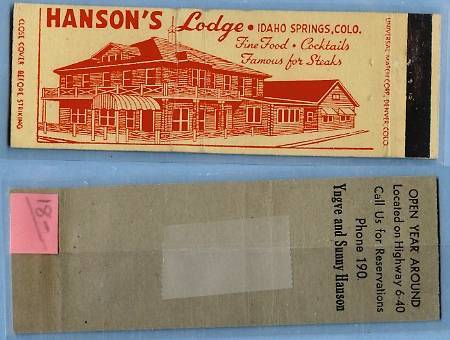 HANSON'S Lodge • IDAHO SPRINGS, COLO.
Fine Food • Cocktails
Famous for Steaks
CLOSE COVER BEFORE STRIKING
UNIVERSAL MATCH CORP., DENVER, COLO.
18-
OPEN YEAR AROUND
Located on Highway 6-40
Call Us for Reservations
Phone 190.
Yngve and Sunny Hanson